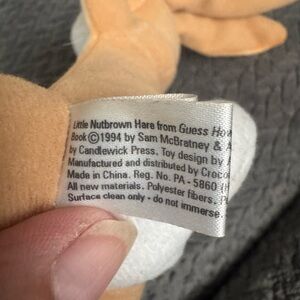 Little Nutbrown Hare from Guess How
Book ©1994 by Sam McBratney & A
by Candlewick Press. Toy design by
Manufactured and distributed by Croco
Made in China. Reg. No. PA - 5860
All new materials. Polyester fibers. P
Surface clean only - do not immerse.